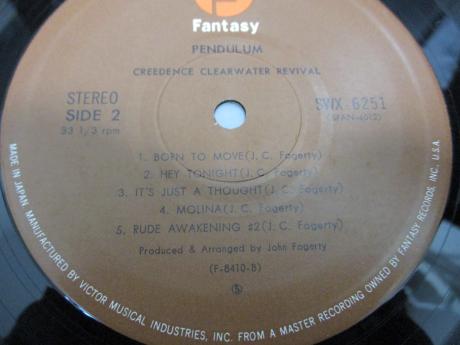 Fantasy
PENDULUM
CREEDENCE CLEARWATER REVIVAL
STEREO
SIDE 2
33 1/3 rpm
SWX. 6251
(SFAN-4012)
1. BORN TO MOVE(J. C. Fogerty)
2. HEY TONIGHT(J. C. Fogerty)
3. IT'S JUST A THOUGHT(J. C. Fogerty)
4. MOLINA(J. C. Fogerty)
5. RUDE AWAKENING #2(J. C. Fogerty)
Produced & Arranged by John Fogerty
(F-8410-B)
S
MADE IN JAPAN. MANUFACTURED BY VICTOR MUSICAL INDUSTRIES, INC. FROM A MASTER RECORDING OWNED BY FANTASY RECORDS, INC, U.S.A.